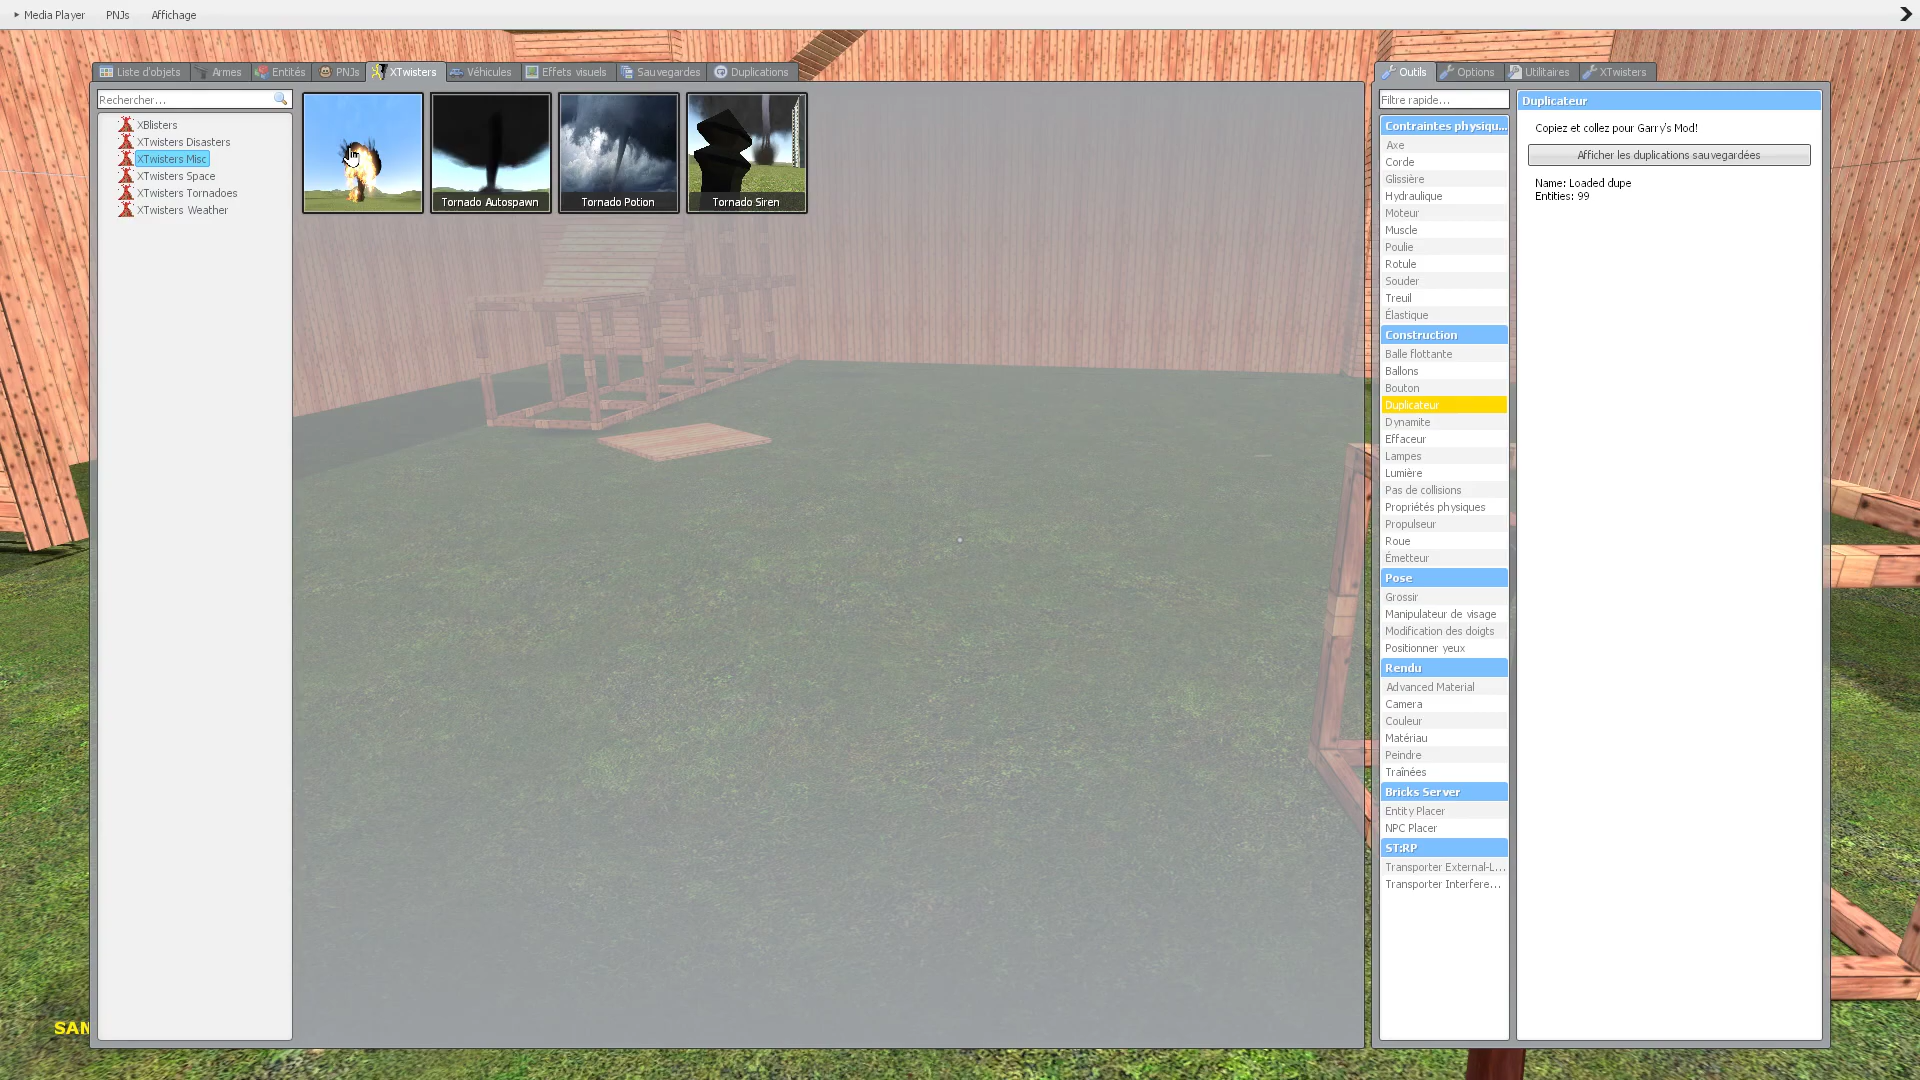 Media Player PNJs Affichage
Liste d'objets Armes Entités PNJs XTwisters Véhicules Effets visuels Sauvegardes Duplications
Rechercher...
XBlisters
XTwisters Disasters
XTwisters Misc
XTwisters Space
XTwisters Tornadoes
XTwisters Weather
Tornado Autospawn
Tornado Potion
Tornado Siren
SAN
Outils Options Utilitaires XTwisters
Filtre rapide...
Contraintes physiqu...
Axe
Corde
Glissière
Hydraulique
Moteur
Muscle
Poulie
Rotule
Souder
Treuil
Élastique
Construction
Balle flottante
Ballons
Bouton
Duplicateur
Dynamite
Effaceur
Lampes
Lumière
Pas de collisions
Propriétés physiques
Propulseur
Roue
Émetteur
Pose
Grossir
Manipulateur de visage
Modification des doigts
Positionner yeux
Rendu
Advanced Material
Camera
Couleur
Matériau
Peindre
Traînées
Bricks Server
Entity Placer
NPC Placer
ST:RP
Transporter External-L...
Transporter Interfere...
Duplicateur
Copiez et collez pour Garry's Mod!
Afficher les duplications sauvegardées
Name: Loaded dupe
Entities: 99